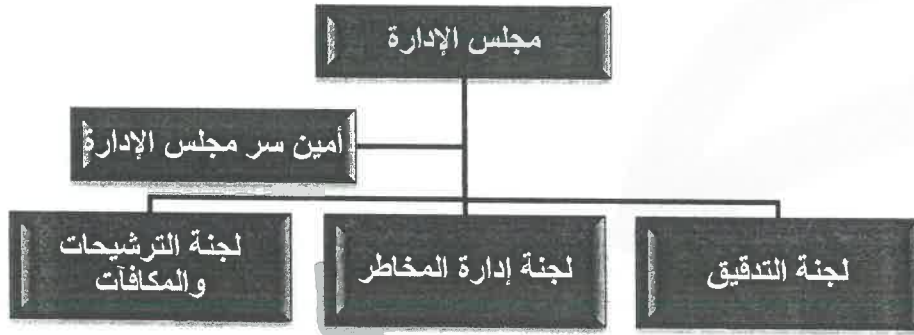 مجلس الإدارة
أمين سر مجلس الإدارة
لجنة التدقيق
لجنة إدارة المخاطر
لجنة الترشيحات
والمكافآت